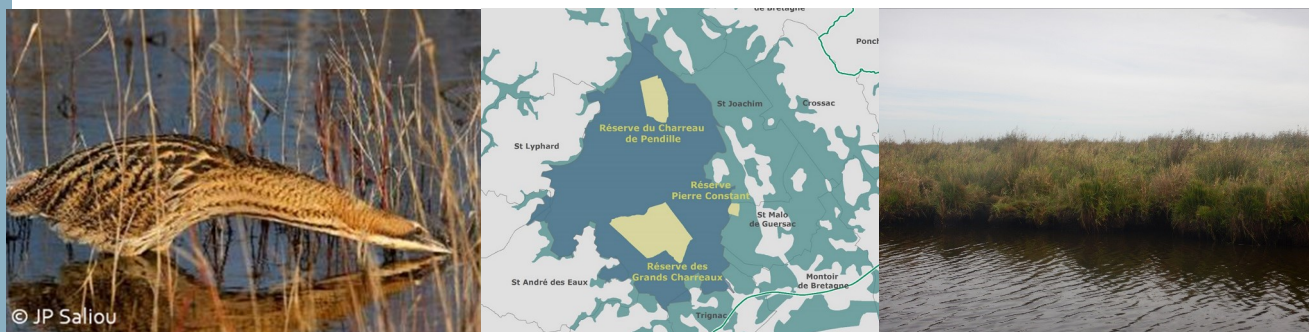 de Bretagne
St Joachim
Crossac
Réserve du Charreau
de Pendille
St Lyphard
Réserve
Pierre Constant
St Malo
de Guersac
Réserve des
Grands Charreaux
St André des Eaux
Montoir
de Bretagne
Trignac
© JP Saliou